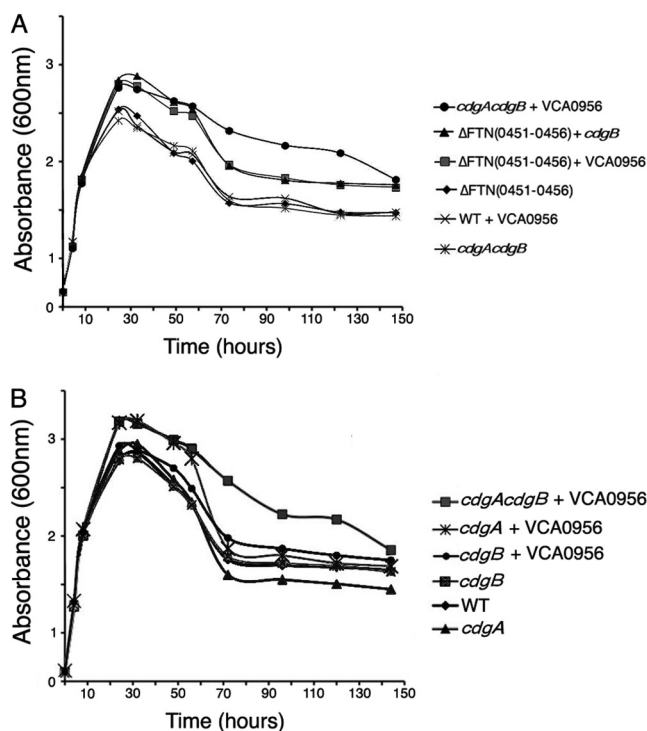 A
Absorbance (600nm)
3
2
1
0
10 30 50 70 90 100 130 150
Time (hours)
cdgAcdgB + VCA0956
ΔFTN(0451-0456) + cdgB
ΔFTN(0451-0456) + VCA0956
ΔFTN(0451-0456)
WT + VCA0956
cdgAcdgB
B
Absorbance (600nm)
3
2
1
0
10 30 50 70 90 100 130 150
Time (hours)
cdgAcdgB + VCA0956
cdgA + VCA0956
cdgB + VCA0956
cdgB
WT
cdgA